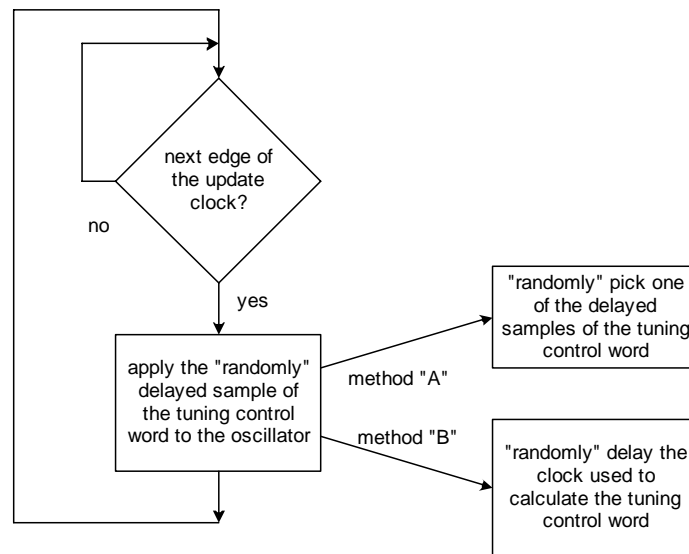 next edge of
the update
clock?
no
yes
apply the "randomly"
delayed sample of
the tuning control
word to the oscillator
method "A"
"randomly" pick one
of the delayed
samples of the tuning
control word
method "B"
"randomly" delay the
clock used to
calculate the tuning
control word